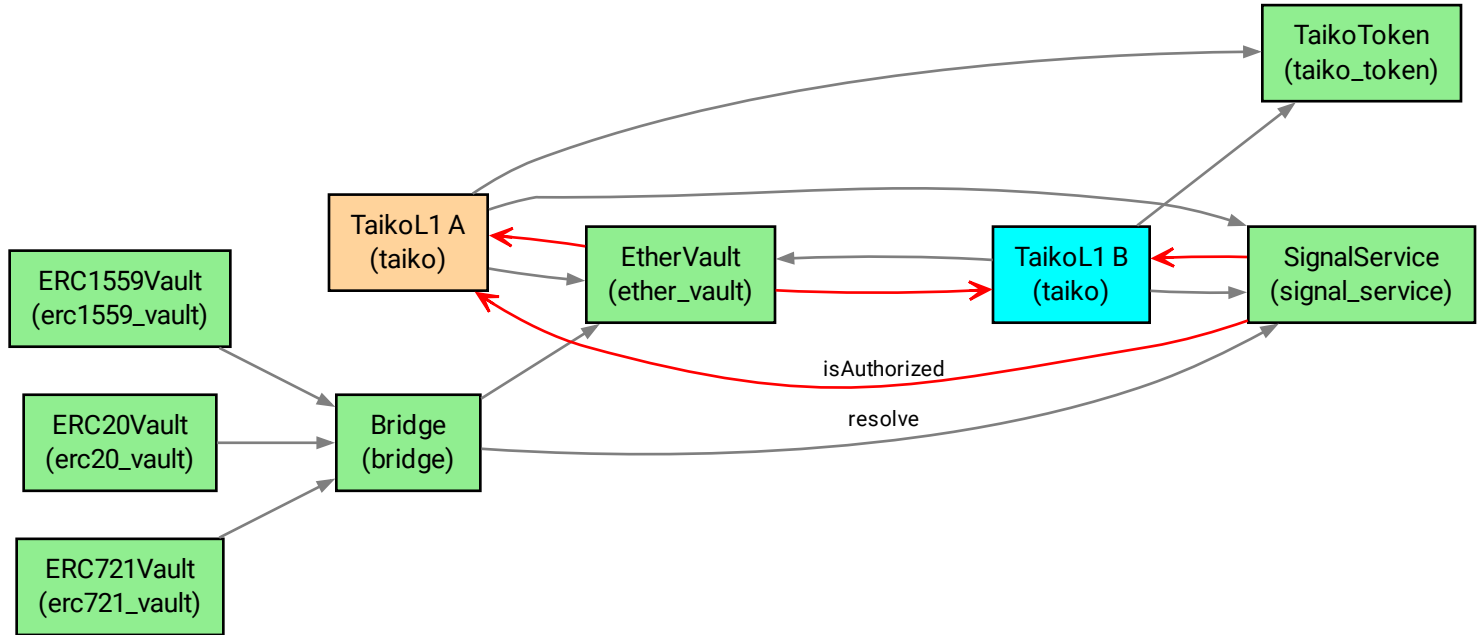 TaikoToken
(taiko_token)
TaikoL1 A
(taiko)
EtherVault
(ether_vault)
TaikoL1 B
(taiko)
SignalService
(signal_service)
ERC1559Vault
(erc1559_vault)
isAuthorized
resolve
ERC20Vault
(erc20_vault)
Bridge
(bridge)
ERC721Vault
(erc721_vault)